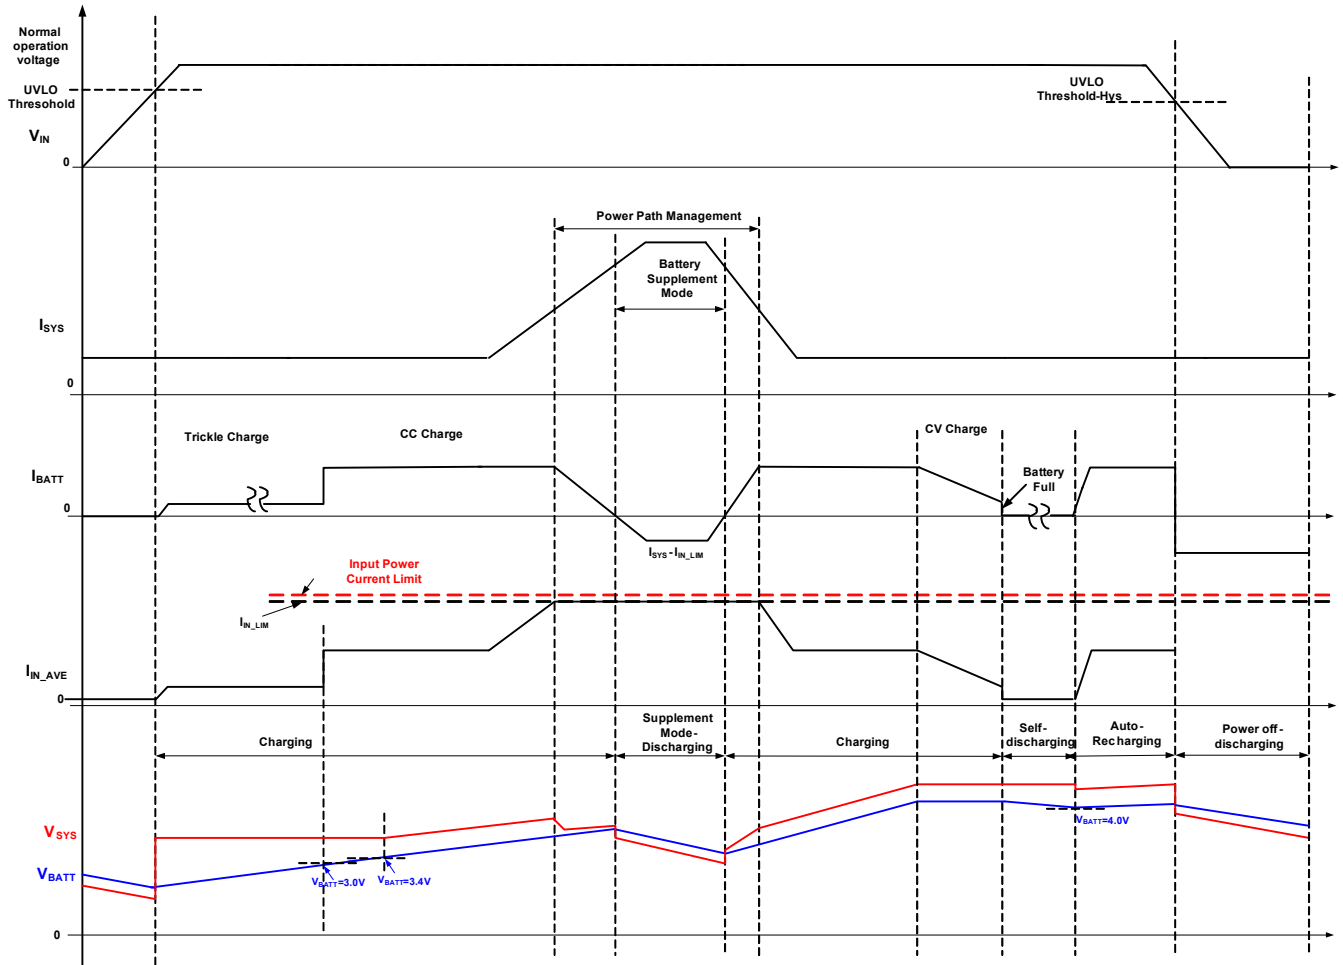 Normal
operation
voltage
UVLO
Thresohold
UVLO
Threshold-Hys
VIN
0
Power Path Management
Battery
Supplement
Mode
ISYS
0
Trickle Charge
CC Charge
CV Charge
Battery
Full
IBATT
0
ISYS-IIN_LIM
Input Power
Current Limit
IIN_LIM
IIN_AVE
0
Charging
Supplement
Mode-
Discharging
Charging
Self-
discharging
Auto-
Recharging
Power off-
discharging
VSYS
VBATT
VBATT=3.0V
VBATT=3.4V
VBATT=4.0V
0